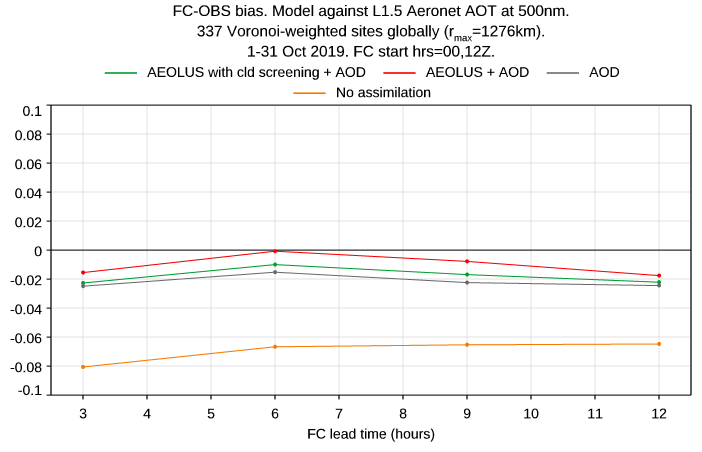 FC-OBS bias. Model against L1.5 Aeronet AOT at 500nm.
337 Voronoi-weighted sites globally (rmax=1276km).
1-31 Oct 2019. FC start hrs=00,12Z.
AEOLUS with cld screening + AOD AEOLUS + AOD AOD
No assimilation
0.1
0.08
0.06
0.04
0.02
0
-0.02
-0.04
-0.06
-0.08
-0.1
3 4 5 6 7 8 9 10 11 12
FC lead time (hours)